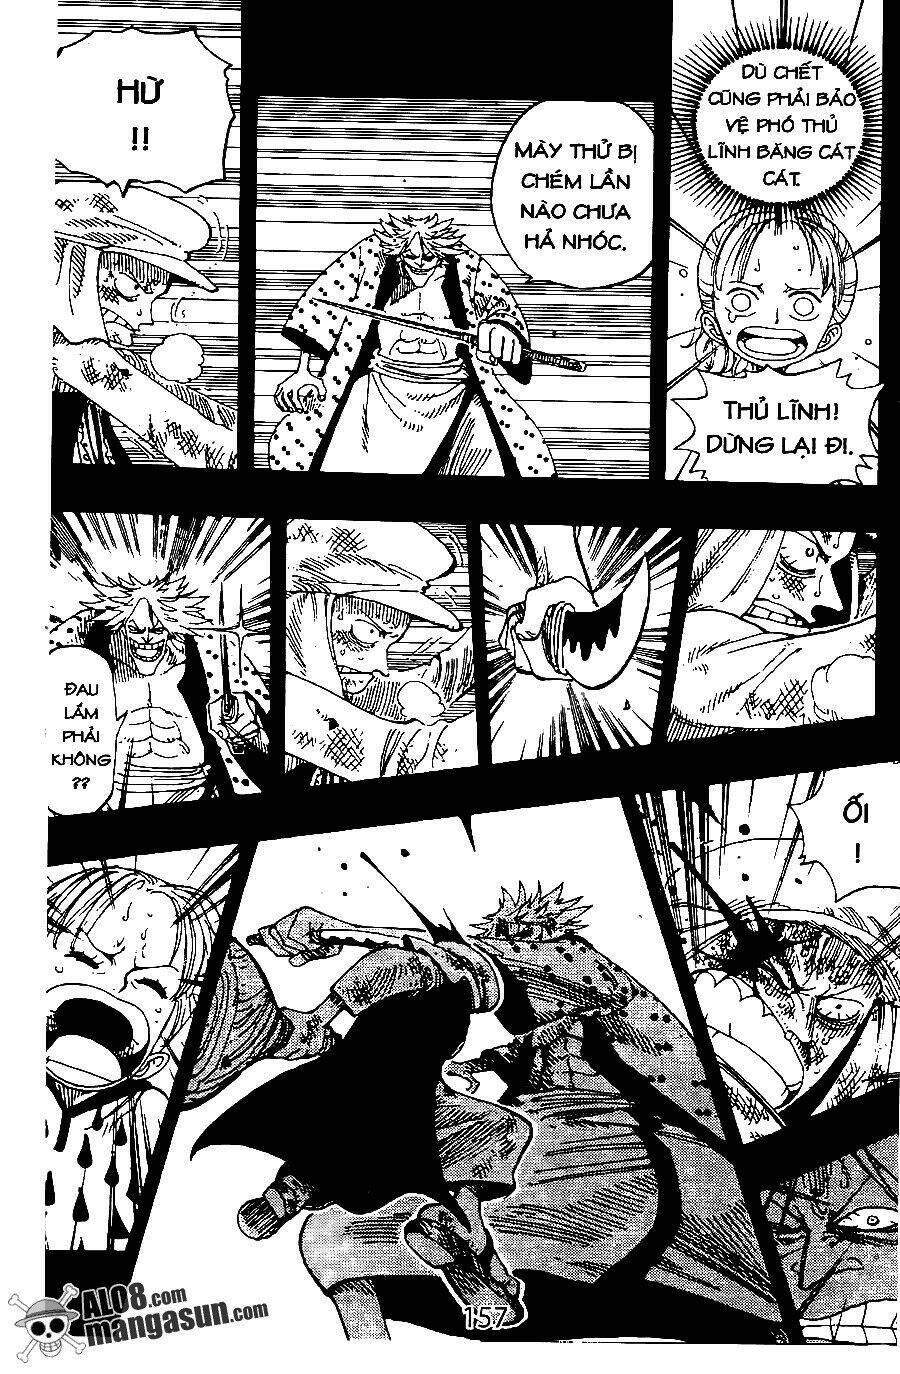 DÙ CHẾT
CŨNG PHẢI BẢO
VỆ PHÓ THỦ
LĨNH BĂNG CÁT
CÁT.
THỦ LĨNH!
DỪNG LẠI ĐI.
MÀY THỬ BỊ
CHÉM LẦN
NÀO CHƯA
HẢ NHÓC.
HỪ
!!
ĐAU
LẮM
PHẢI
KHÔNG
??
ỐI
!
157
ALO8.com
mangasun.com